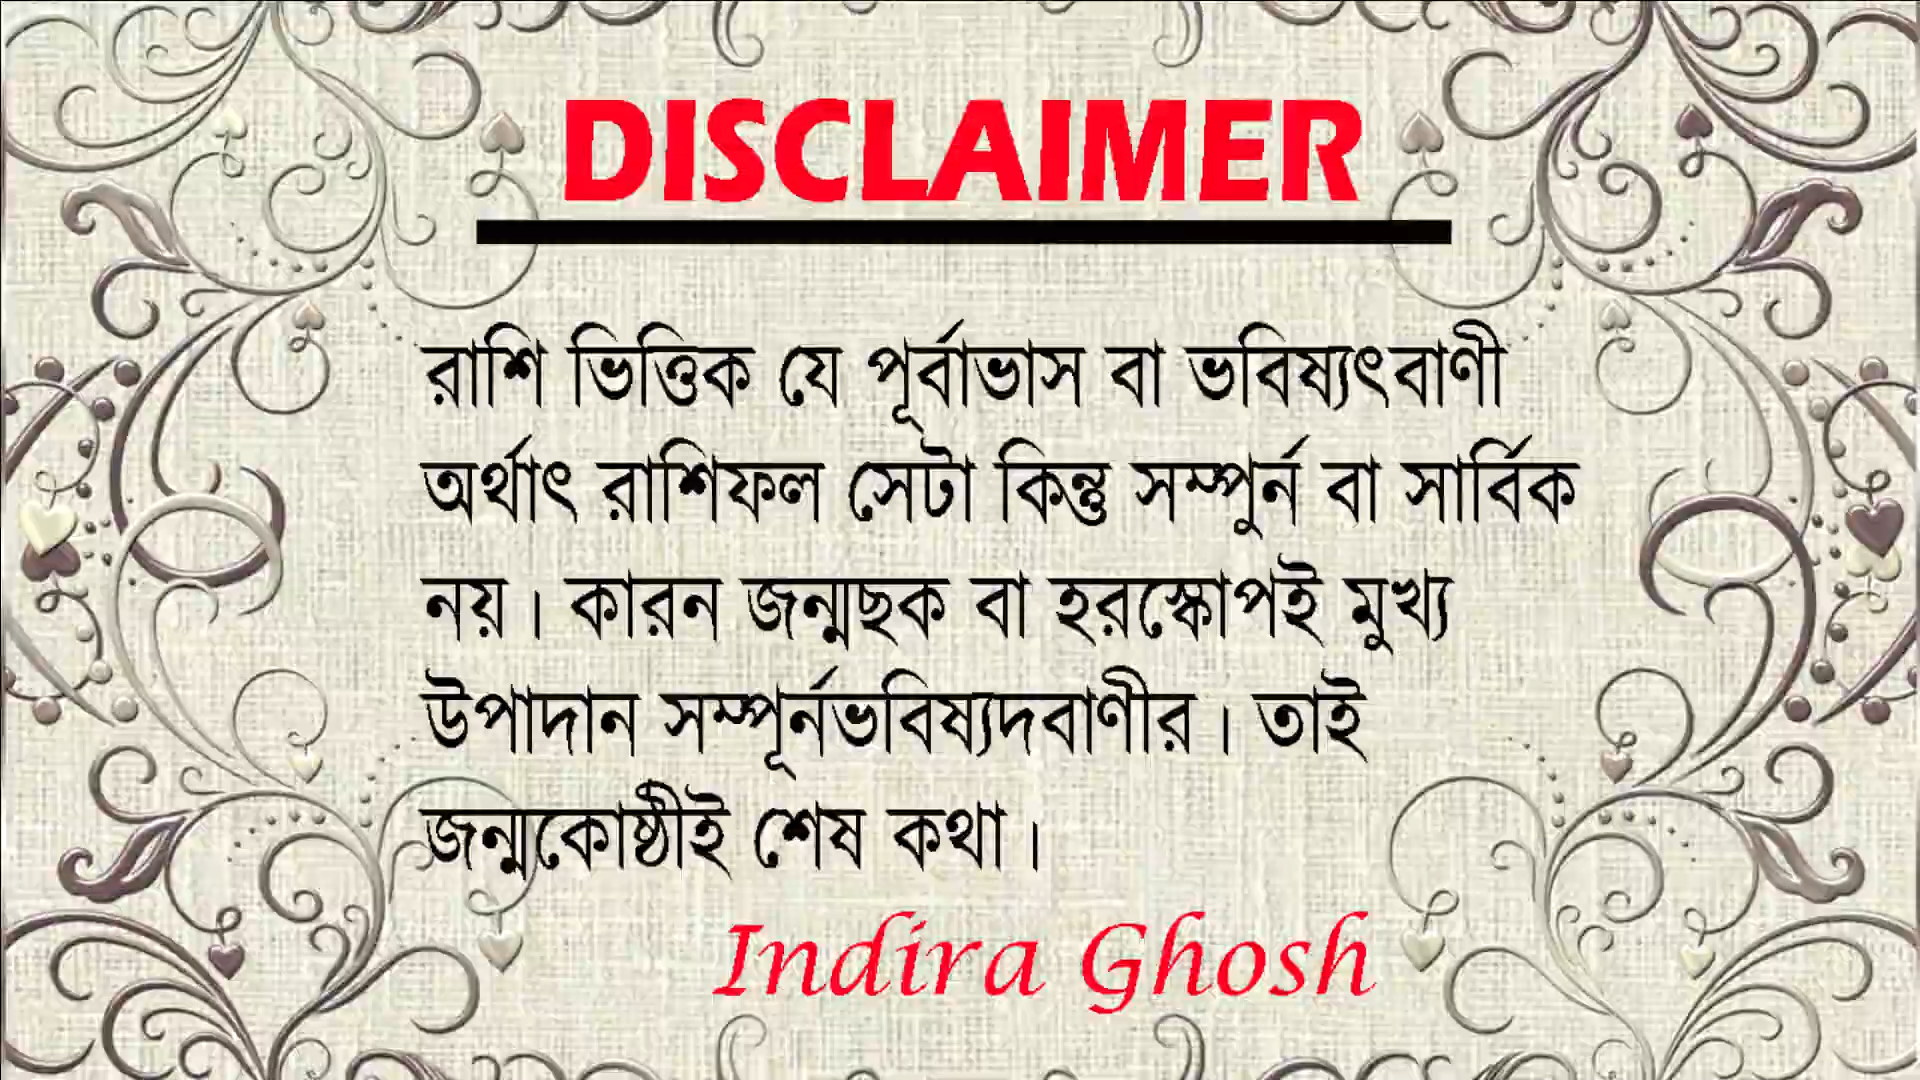 DISCLAIMER
রাশি ভিত্তিক যে পূর্বাভাস বা ভবিষ্যৎবাণী
অর্থাৎ রাশিফল সেটা কিন্তু সম্পুর্ন বা সার্বিক
নয়। কারন জন্মছক বা হরস্কোপই মুখ্য
উপাদান সম্পূর্নভবিষ্যদবাণীর। তাই
জন্মকোষ্ঠীই শেষ কথা।
Indira Ghosh